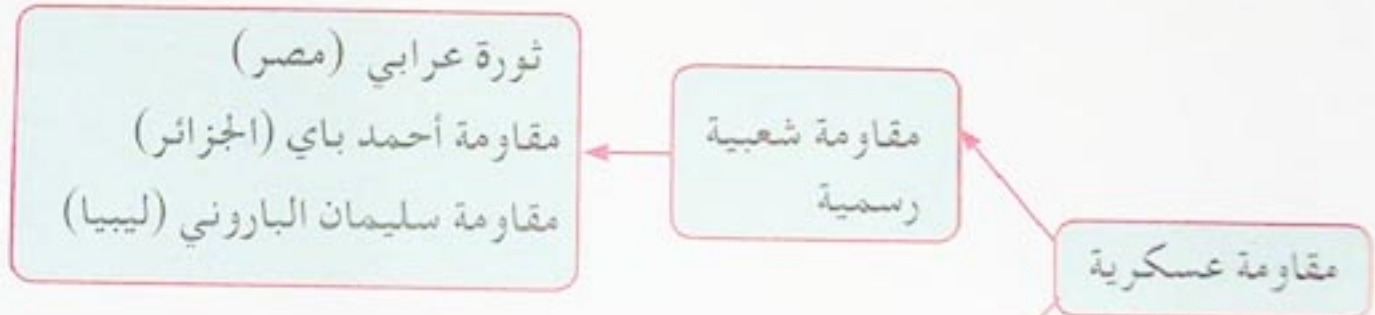 مقاومة عسكرية
مقاومة شعبية
رسمية
ثورة عرابي (مصر)
مقاومة أحمد باي (الجزائر)
مقاومة سليمان الباروني (ليبيا)